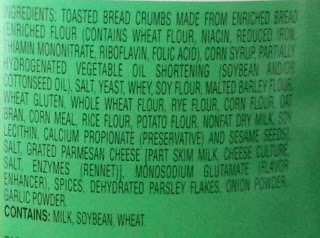 INGREDIENTS: TOASTED BREAD CRUMBS MADE FROM ENRICHED BREAD
[ENRICHED FLOUR (CONTAINS WHEAT FLOUR, NIACIN, REDUCED IRON,
THIAMIN MONONITRATE, RIBOFLAVIN, FOLIC ACID), CORN SYRUP, PARTIALLY
HYDROGENATED VEGETABLE OIL SHORTENING (SOYBEAN AND/OR
COTTONSEED OIL), SALT, YEAST, WHEY, SOY FLOUR, MALTED BARLEY FLOUR,
WHEAT GLUTEN, WHOLE WHEAT FLOUR, RYE FLOUR, CORN FLOUR, OAT
BRAN, CORN MEAL, RICE FLOUR, POTATO FLOUR, NONFAT DRY MILK, SOY
LECITHIN, CALCIUM PROPIONATE (PRESERVATIVE) AND SESAME SEEDS],
SALT, GRATED PARMESAN CHEESE [PART SKIM MILK, CHEESE CULTURE,
SALT, ENZYMES (RENNET)], MONOSODIUM GLUTAMATE (FLAVOR
ENHANCER), SPICES, DEHYDRATED PARSLEY FLAKES, ONION POWDER,
GARLIC POWDER.
CONTAINS: MILK, SOYBEAN, WHEAT.